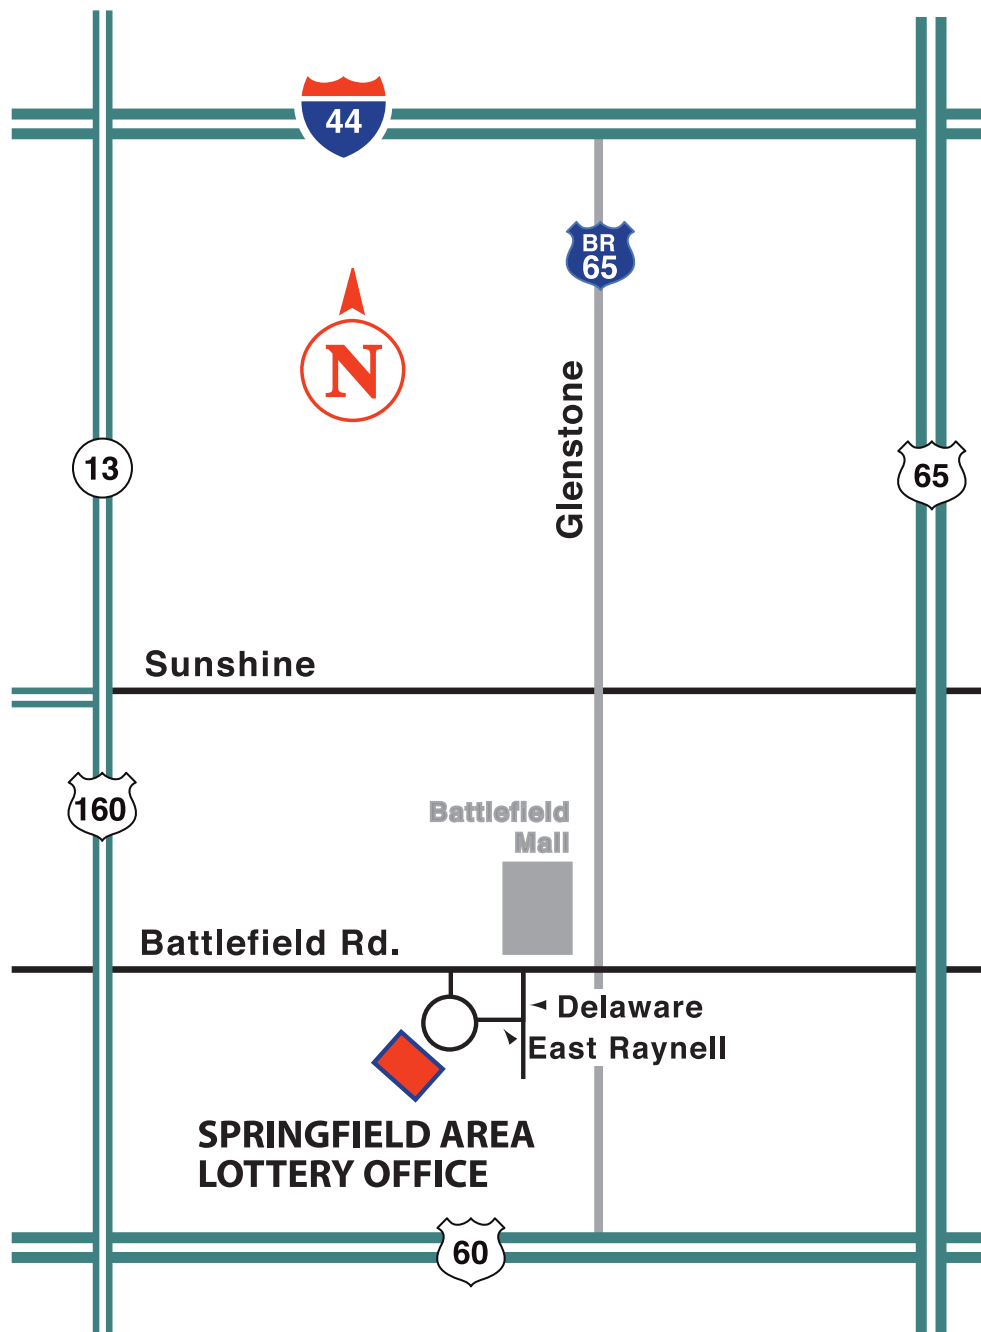 44
BR
65
N
Glenstone
13
65
Sunshine
160
Battlefield
Mall
Battlefield Rd.
Delaware
East Raynell
SPRINGFIELD AREA
LOTTERY OFFICE
60